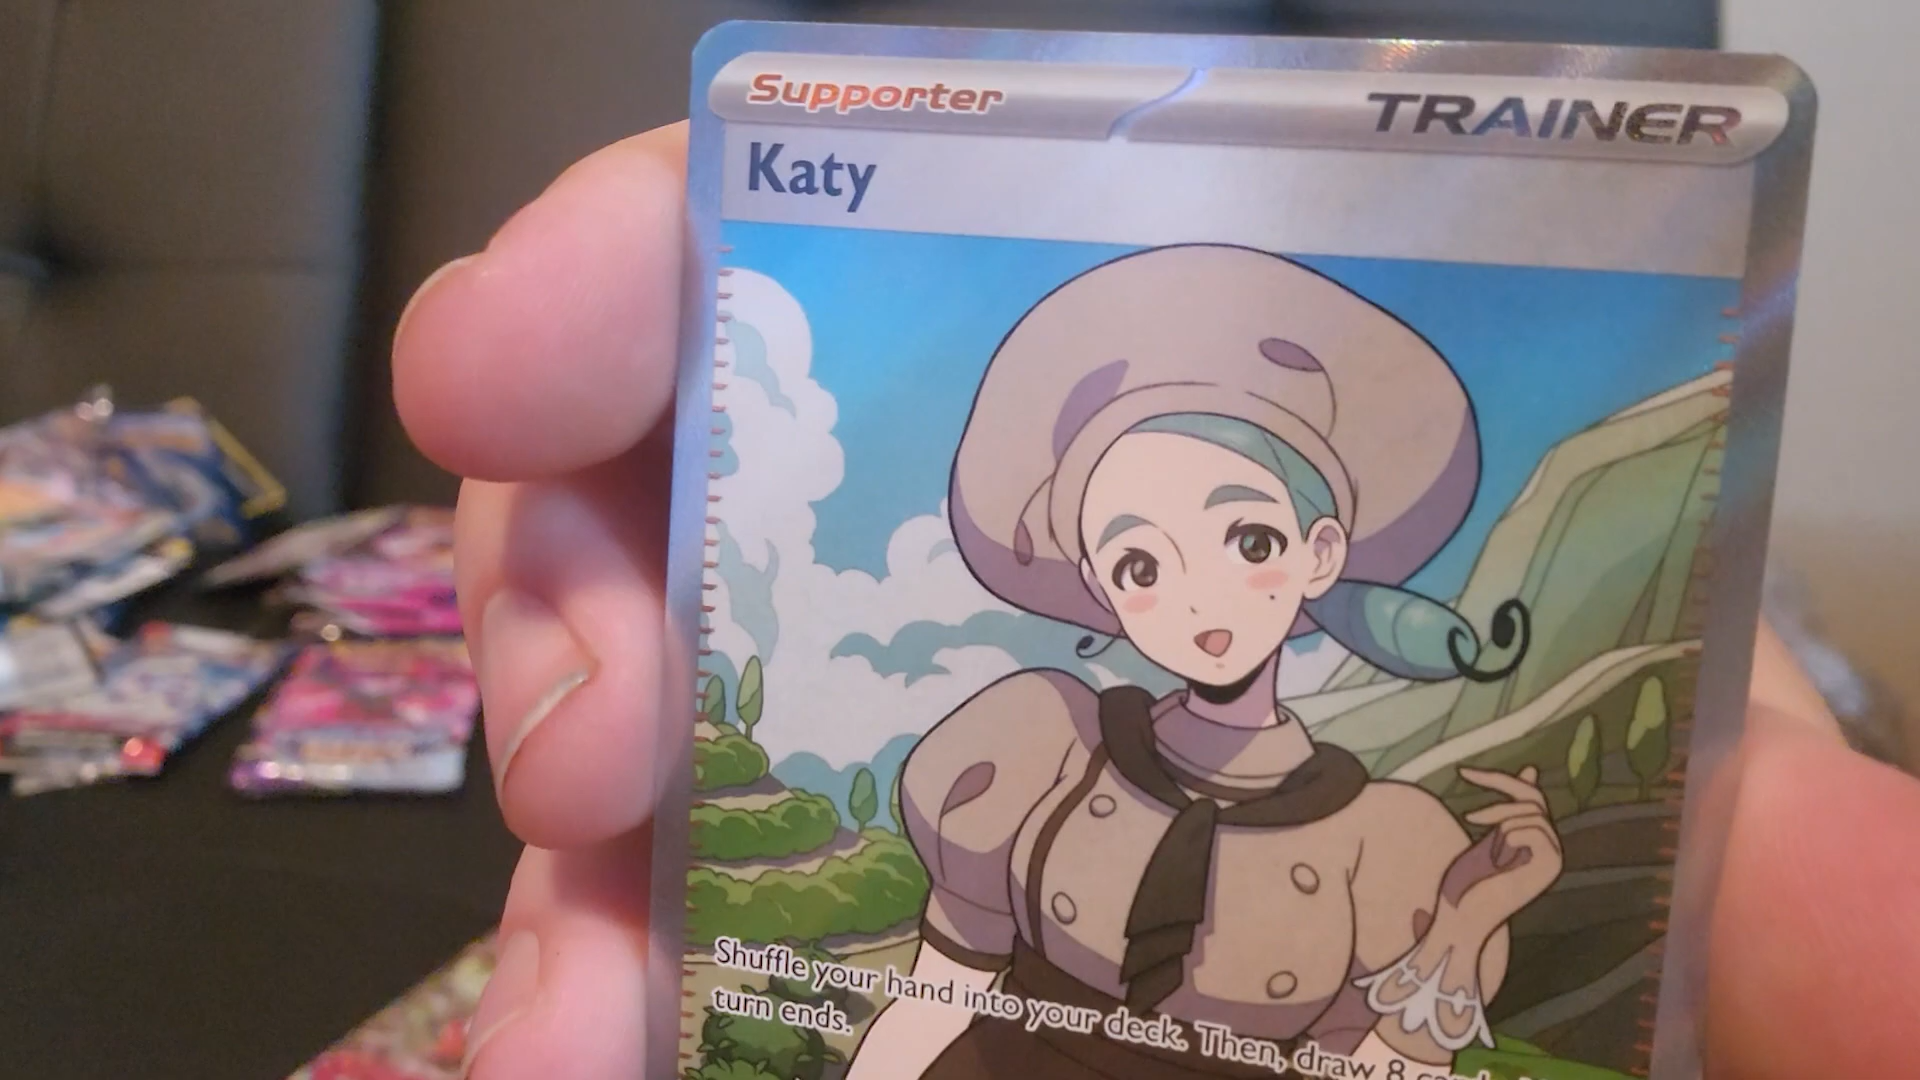 Supporter
TRAINER
Katy
Shuffle your hand into your deck. Then, draw 8
turn ends.